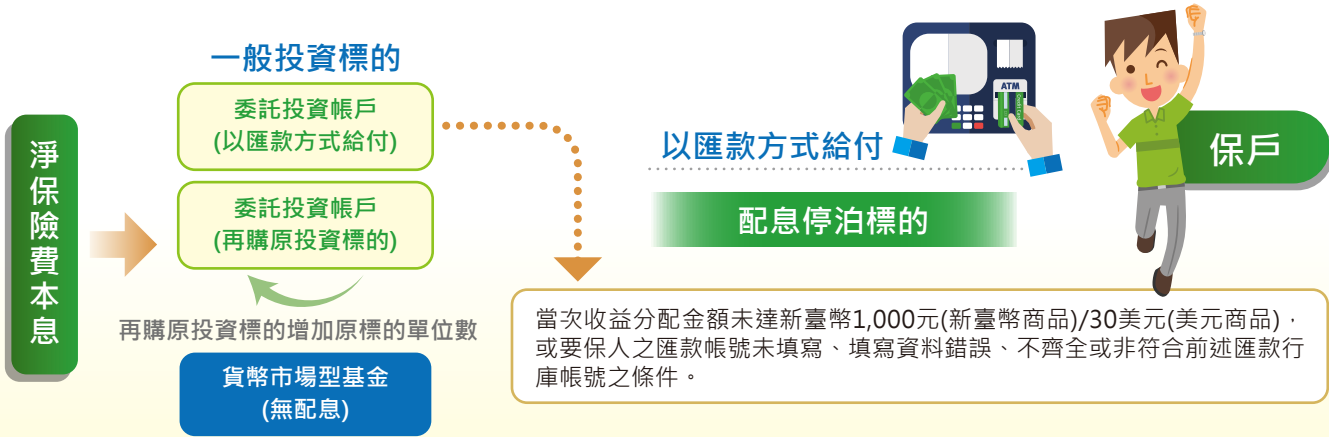 淨保險費本息
一般投資標的
委託投資帳戶
(以匯款方式給付)
委託投資帳戶
(再購原投資標的)
再購原投資標的增加原標的單位數
貨幣市場型基金
(無配息)
ATM
Credit Card
以匯款方式給付
配息停泊標的
保戶
當次收益分配金額未達新臺幣1,000元(新臺幣商品)/30美元(美元商品)，
或要保人之匯款帳號未填寫、填寫資料錯誤、不齊全或非符合前述匯款行
庫帳號之條件。